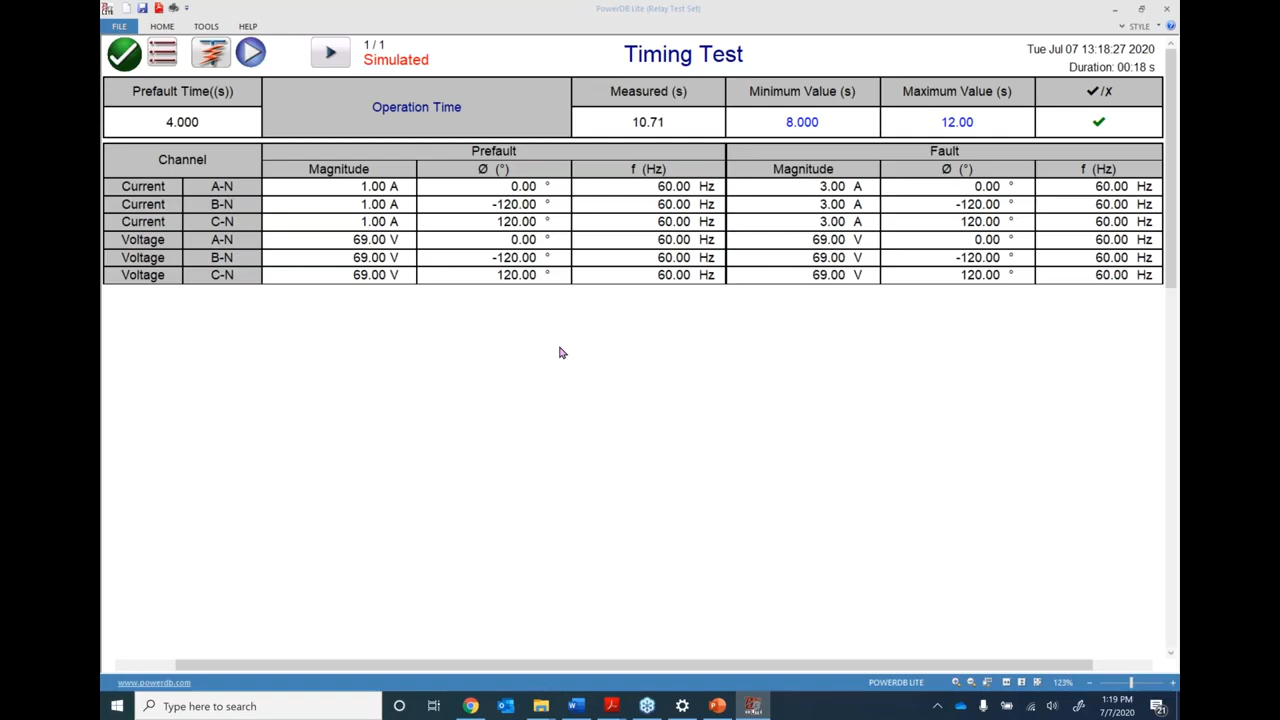 PowerDB Lite (Relay Test Set)
FILE HOME TOOLS HELP STYLE
1 / 1
Simulated
Timing Test
Tue Jul 07 13:18:27 2020
Duration: 00:18 s
Prefault Time((s)) Operation Time Measured (s) Minimum Value (s) Maximum Value (s) ✔/✗
4.000 10.71 8.000 12.00 ✔
Channel Prefault Fault
Magnitude Ø (°) f (Hz) Magnitude Ø (°) f (Hz)
Current A-N 1.00 A 0.00 ° 60.00 Hz 3.00 A 0.00 ° 60.00 Hz
Current B-N 1.00 A -120.00 ° 60.00 Hz 3.00 A -120.00 ° 60.00 Hz
Current C-N 1.00 A 120.00 ° 60.00 Hz 3.00 A 120.00 ° 60.00 Hz
Voltage A-N 69.00 V 0.00 ° 60.00 Hz 69.00 V 0.00 ° 60.00 Hz
Voltage B-N 69.00 V -120.00 ° 60.00 Hz 69.00 V -120.00 ° 60.00 Hz
Voltage C-N 69.00 V 120.00 ° 60.00 Hz 69.00 V 120.00 ° 60.00 Hz
www.powerdb.com POWERDB LITE 123%
Type here to search
1:19 PM
7/7/2020
21